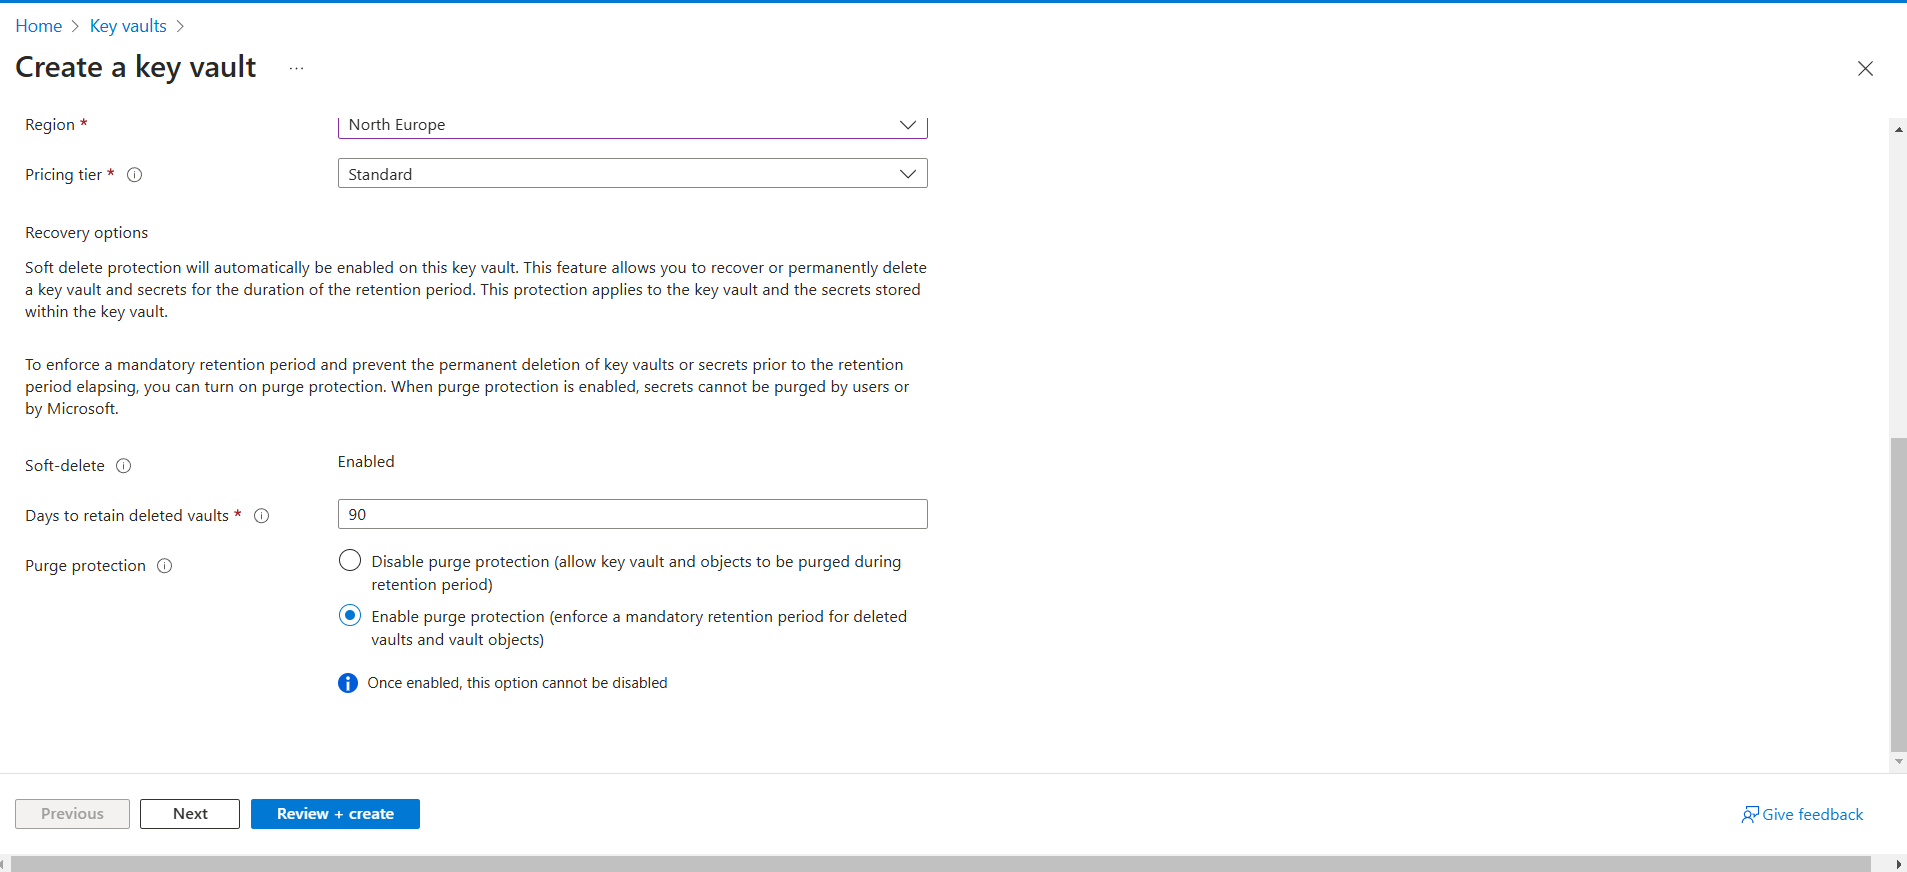 Home > Key vaults >
Create a key vault ...
Region *
North Europe
Pricing tier *
Standard
Recovery options
Soft delete protection will automatically be enabled on this key vault. This feature allows you to recover or permanently delete
a key vault and secrets for the duration of the retention period. This protection applies to the key vault and the secrets stored
within the key vault.
To enforce a mandatory retention period and prevent the permanent deletion of key vaults or secrets prior to the retention
period elapsing, you can turn on purge protection. When purge protection is enabled, secrets cannot be purged by users or
by Microsoft.
Soft-delete
Enabled
Days to retain deleted vaults *
90
Purge protection
Disable purge protection (allow key vault and objects to be purged during
retention period)
Enable purge protection (enforce a mandatory retention period for deleted
vaults and vault objects)
Once enabled, this option cannot be disabled
Previous
Next
Review + create
Give feedback